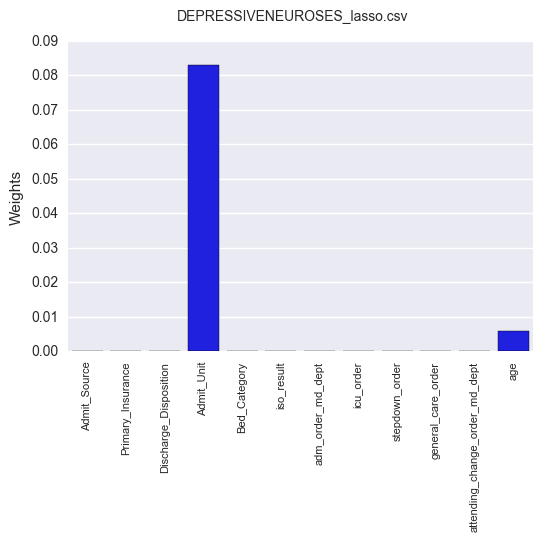 DEPRESSIVENEUROSES_lasso.csv
0.09
0.08
0.07
0.06
0.05
0.04
0.03
0.02
0.01
0.00
Weights
Admit_Source
Primary_Insurance
Discharge_Disposition
Admit_Unit
Bed_Category
iso_result
adm_order_md_dept
icu_order
stepdown_order
general_care_order
attending_change_order_md_dept
age